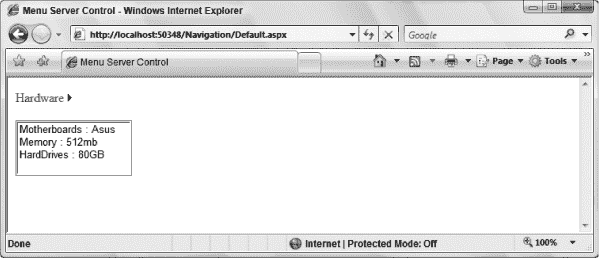 Menu Server Control - Windows Internet Explorer
http://localhost:50348/Navigation/Default.aspx
Google
Menu Server Control
Page
Tools
Hardware
Motherboards : Asus
Memory : 512mb
HardDrives : 80GB
Done
Internet | Protected Mode: Off
100%